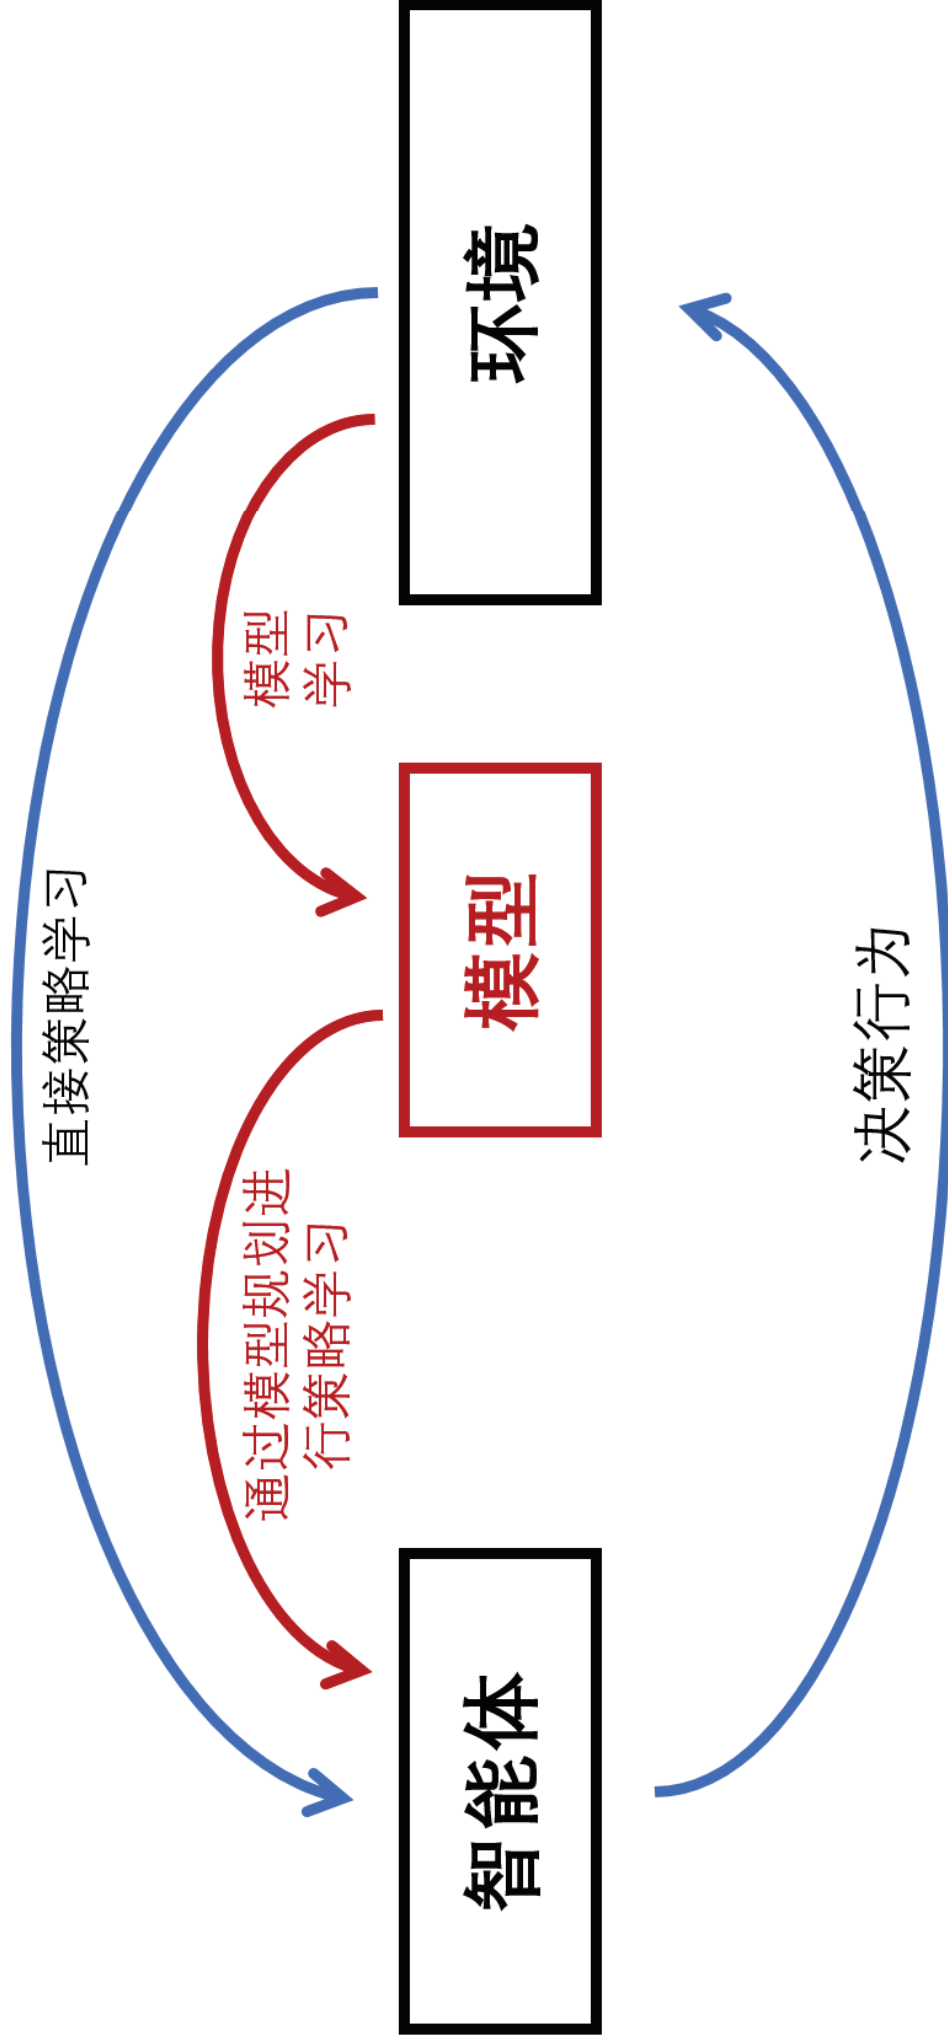 直接策略学习
通过模型规划进
行策略学习
模型
学习
智能体
模型
环境
决策行为